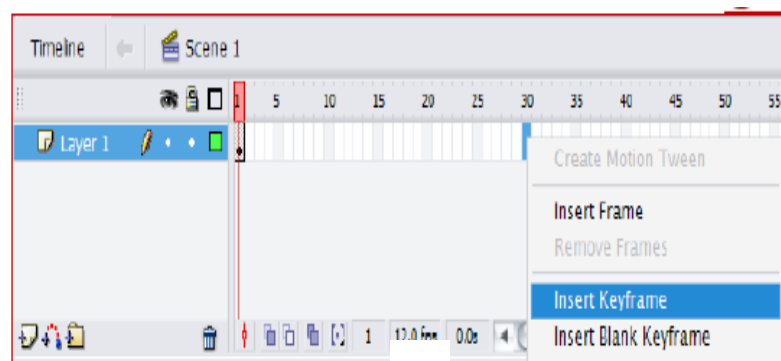 Timeline Scene 1
1 5 10 15 20 25 30 35 40 45 50 55
Layer 1
Create Motion Tween
Insert Frame
Remove Frames
Insert Keyframe
Insert Blank Keyframe
1 12.0 fps 0.0s